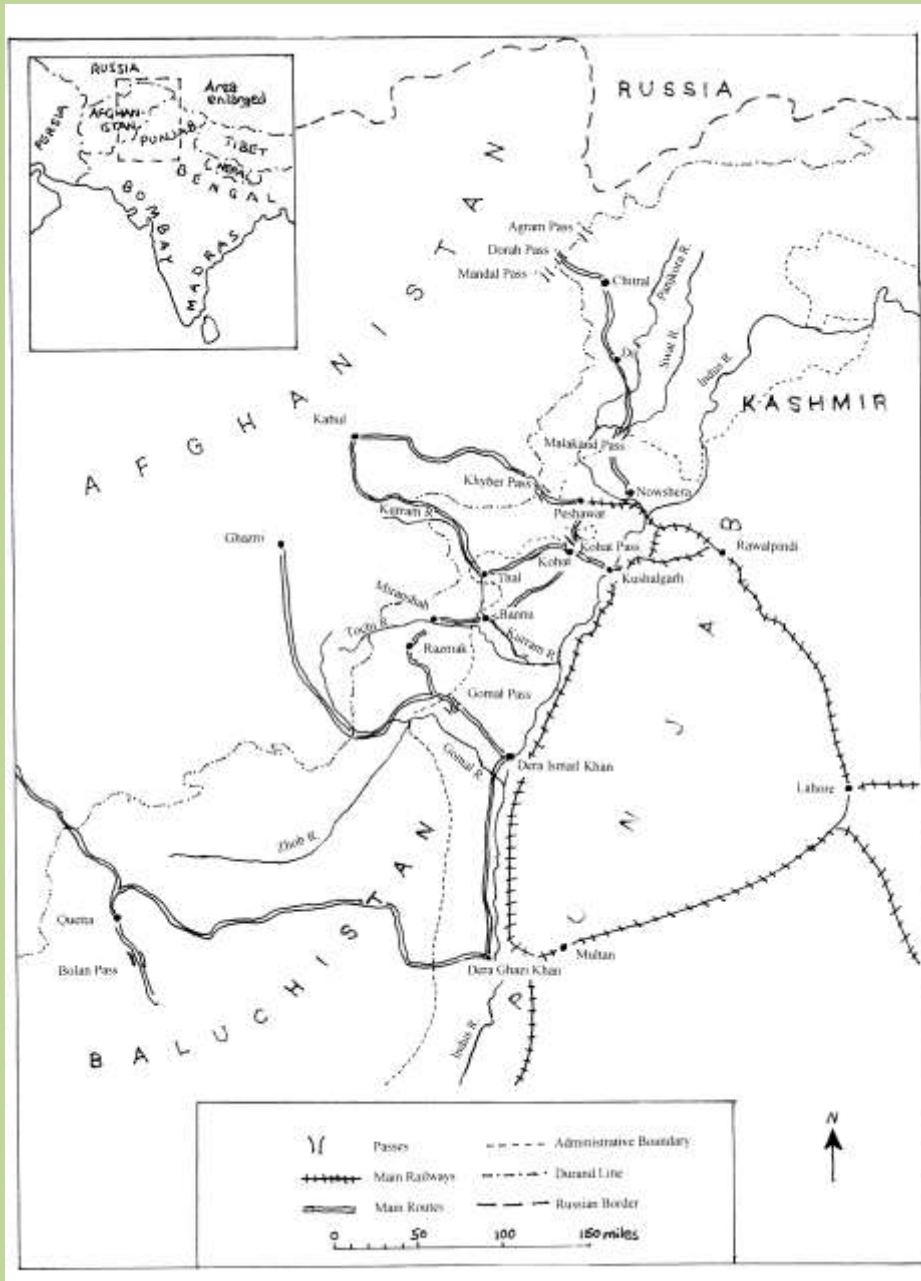 RUSSIA
Area
enlarged
AFGHAN-
ISTAN
PERSIA
PUNJAB
TIBET
BENGAL
BOMBAY
MADRAS
RUSSIA
AFGHANISTAN
Agram Pass
Dorah Pass
Mandal Pass
Chitral
Panjkora R.
Swat R.
Indus R.
KASHMIR
Kabul
Malakand Pass
Khyber Pass
Nowshera
Peshawar
Kurram R.
Ghazni
Kohat Pass
Kohat
Rawalpindi
Thal
Kushalgarh
Miranshah
Bannu
Tochi R.
Kurram R.
Razmak
Gomal Pass
Gomal R.
Dera Ismail Khan
Lahore
PUNJAB
Zhob R.
Quetta
Multan
Bolan Pass
Dera Ghazi Khan
BALUCHISTAN
Indus R.
N
Passes
Administrative Boundary
Main Railways
Durand Line
Main Routes
Russian Border
0 50 100 150 miles